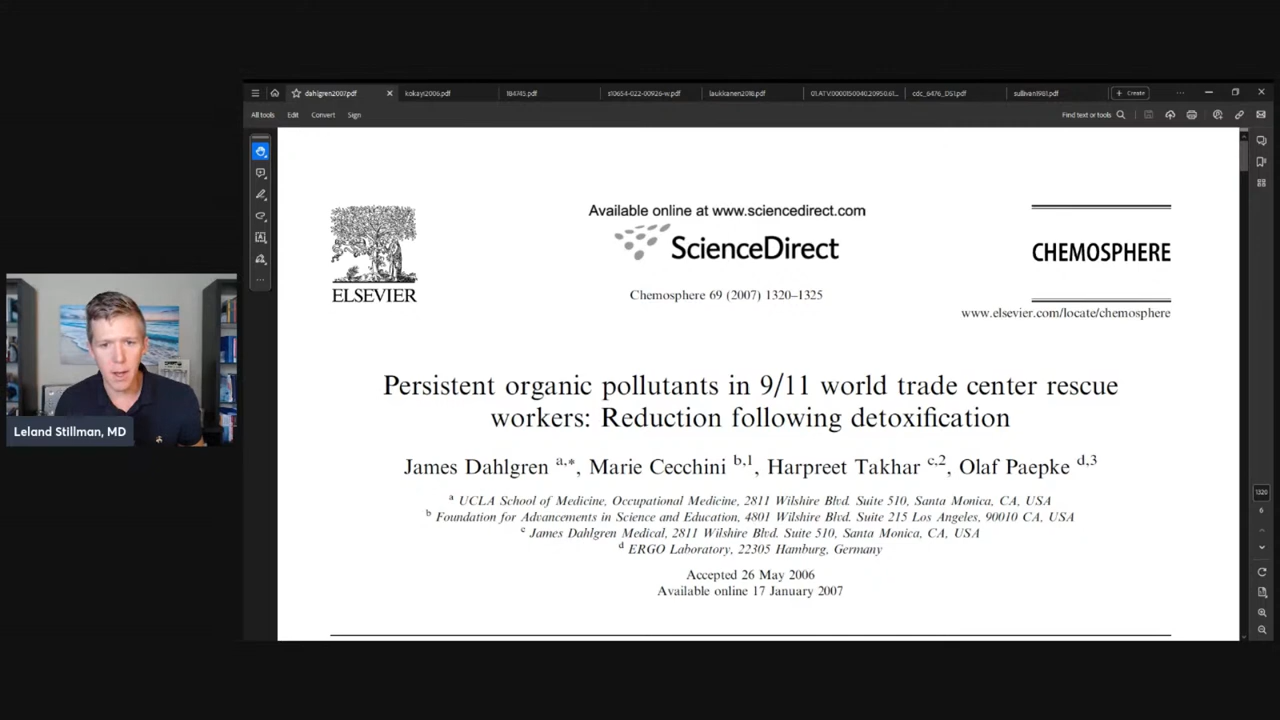 dahlgren2007.pdf
kokayi2006.pdf
184745.pdf
s10654-022-00926-w.pdf
laukkanen2018.pdf
cdc_6476_DS1.pdf
sullivan1981.pdf
Create
All tools
Edit
Convert
Sign
Find text or tools
Available online at www.sciencedirect.com
ScienceDirect
ELSEVIER
CHEMOSPHERE
Chemosphere 69 (2007) 1320–1325
www.elsevier.com/locate/chemosphere
Persistent organic pollutants in 9/11 world trade center rescue
workers: Reduction following detoxification
James Dahlgren a,*, Marie Cecchini b,1, Harpreet Takhar c,2, Olaf Paepke d,3
a UCLA School of Medicine, Occupational Medicine, 2811 Wilshire Blvd. Suite 510, Santa Monica, CA, USA
b Foundation for Advancements in Science and Education, 4801 Wilshire Blvd. Suite 215 Los Angeles, 90010 CA, USA
c James Dahlgren Medical, 2811 Wilshire Blvd. Suite 510, Santa Monica, CA, USA
d ERGO Laboratory, 22305 Hamburg, Germany
Accepted 26 May 2006
Available online 17 January 2007
Leland Stillman, MD
1320
6